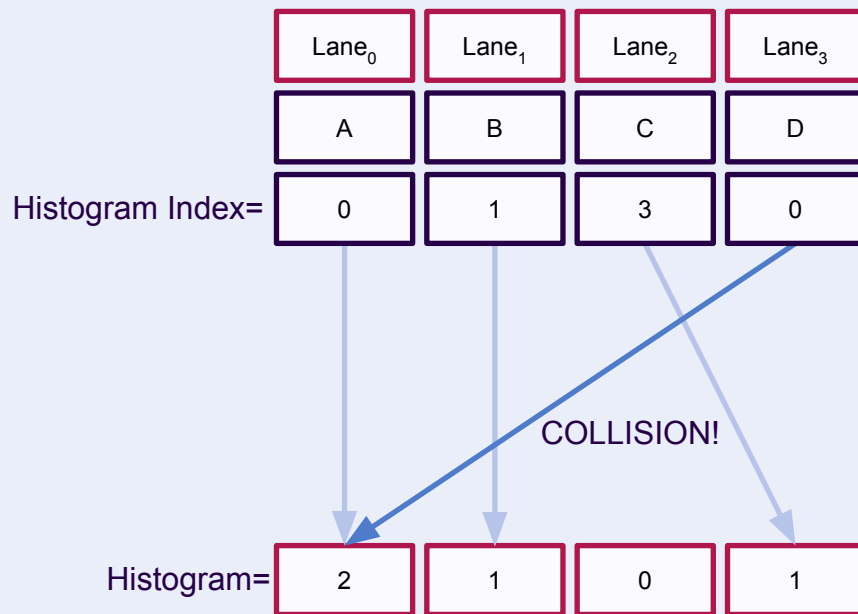 Lane₀ Lane₁ Lane₂ Lane₃
A B C D
Histogram Index= 0 1 3 0
COLLISION!
Histogram= 2 1 0 1